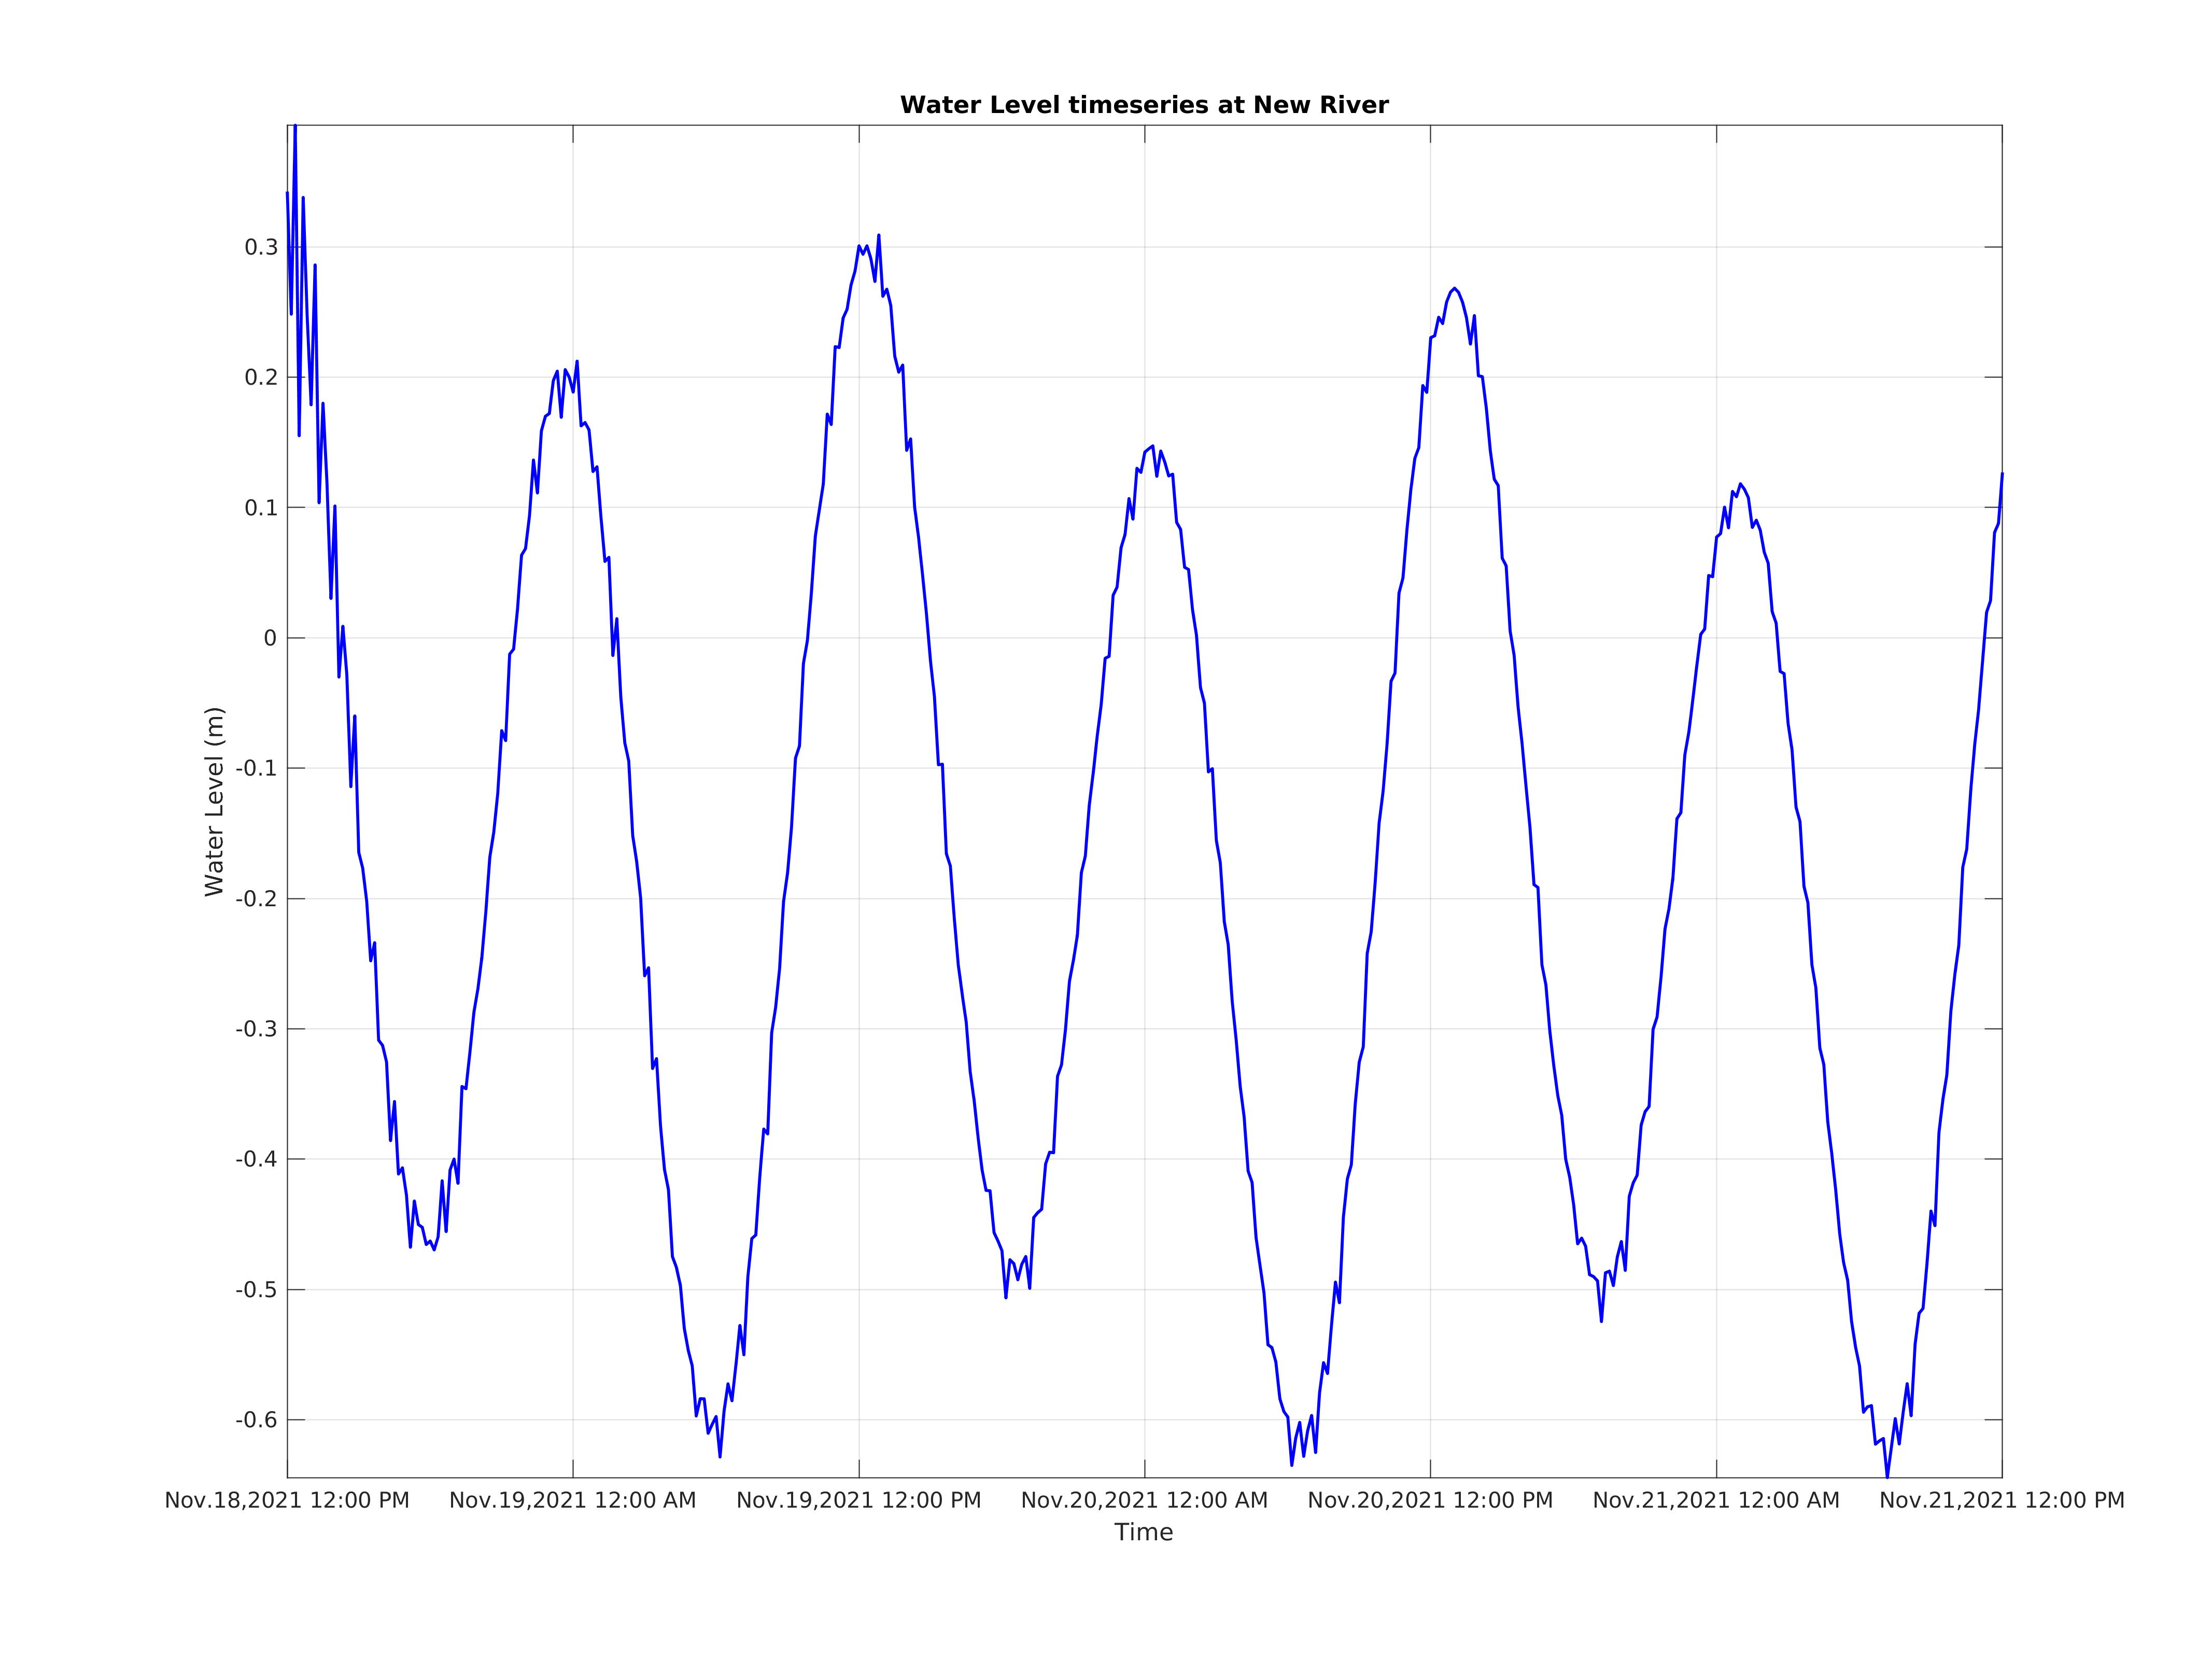 Water Level timeseries at New River
0.3
0.2
0.1
0
-0.1
-0.2
-0.3
-0.4
-0.5
-0.6
Water Level (m)
Nov.18,2021 12:00 PM Nov.19,2021 12:00 AM Nov.19,2021 12:00 PM Nov.20,2021 12:00 AM Nov.20,2021 12:00 PM Nov.21,2021 12:00 AM Nov.21,2021 12:00 PM
Time